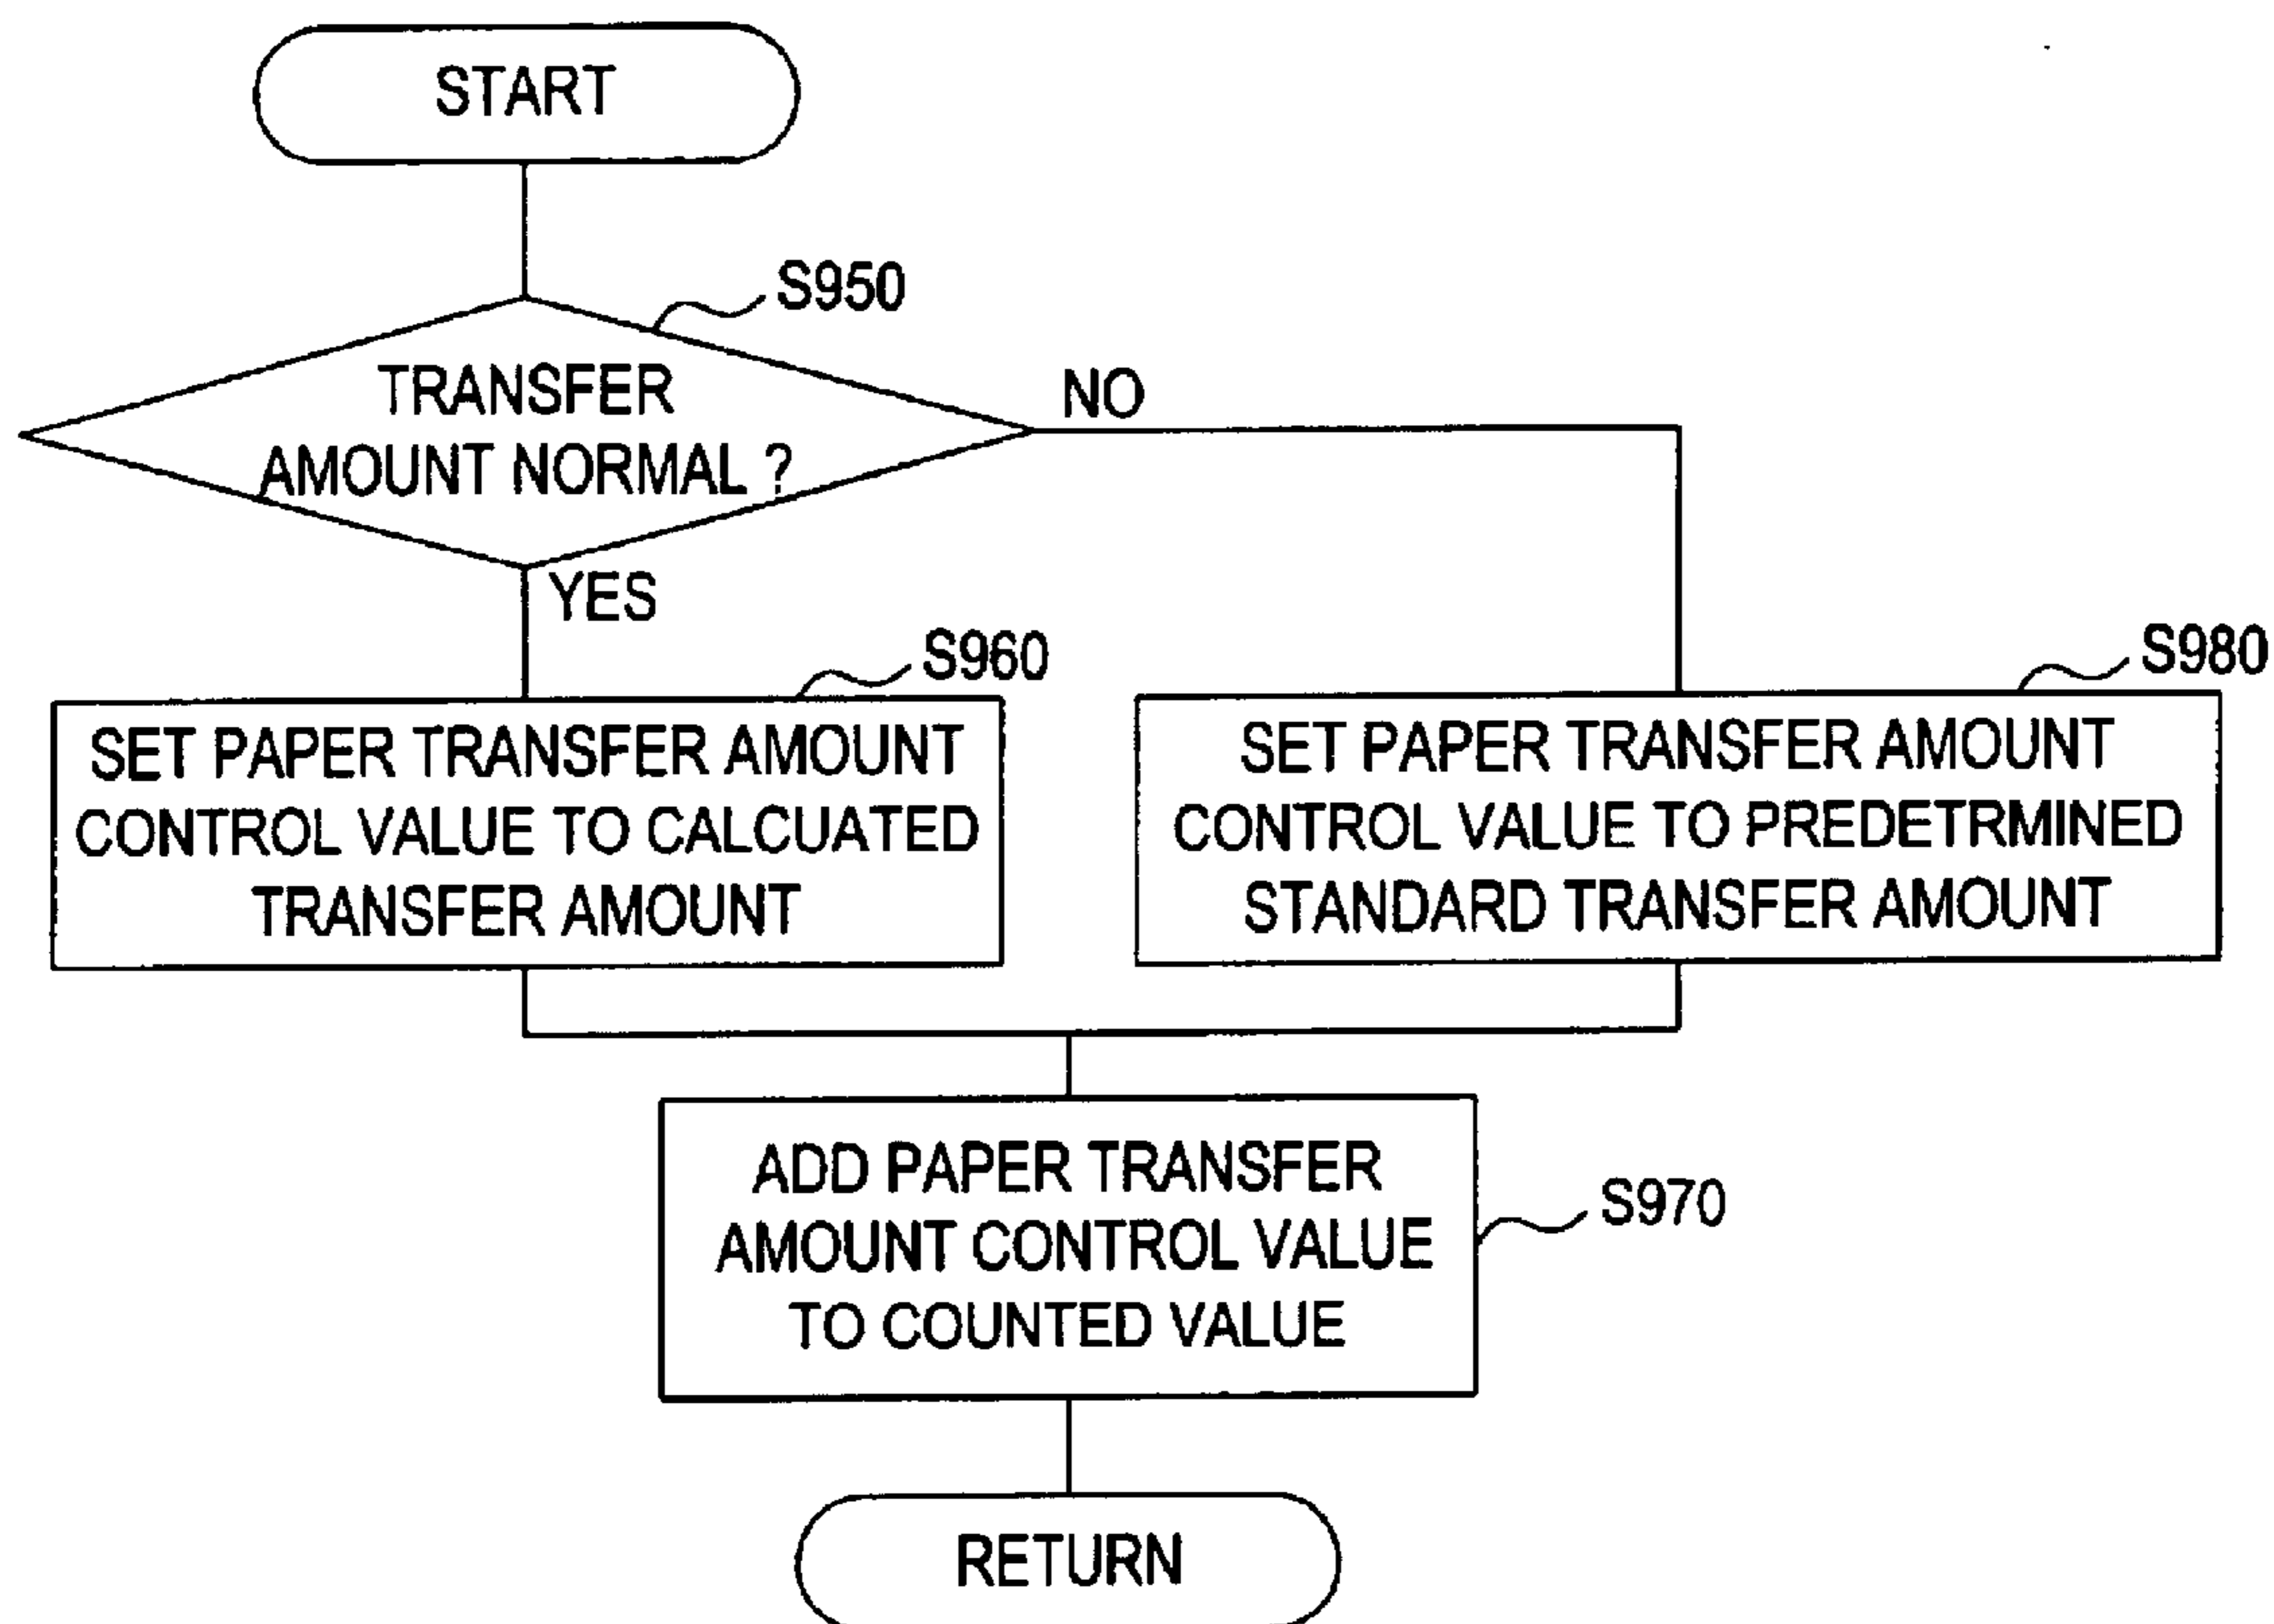 START
S950
TRANSFER
AMOUNT NORMAL ?
NO
YES
S960
SET PAPER TRANSFER AMOUNT
CONTROL VALUE TO CALCUATED
TRANSFER AMOUNT
S980
SET PAPER TRANSFER AMOUNT
CONTROL VALUE TO PREDETRMINED
STANDARD TRANSFER AMOUNT
ADD PAPER TRANSFER
AMOUNT CONTROL VALUE
TO COUNTED VALUE
S970
RETURN